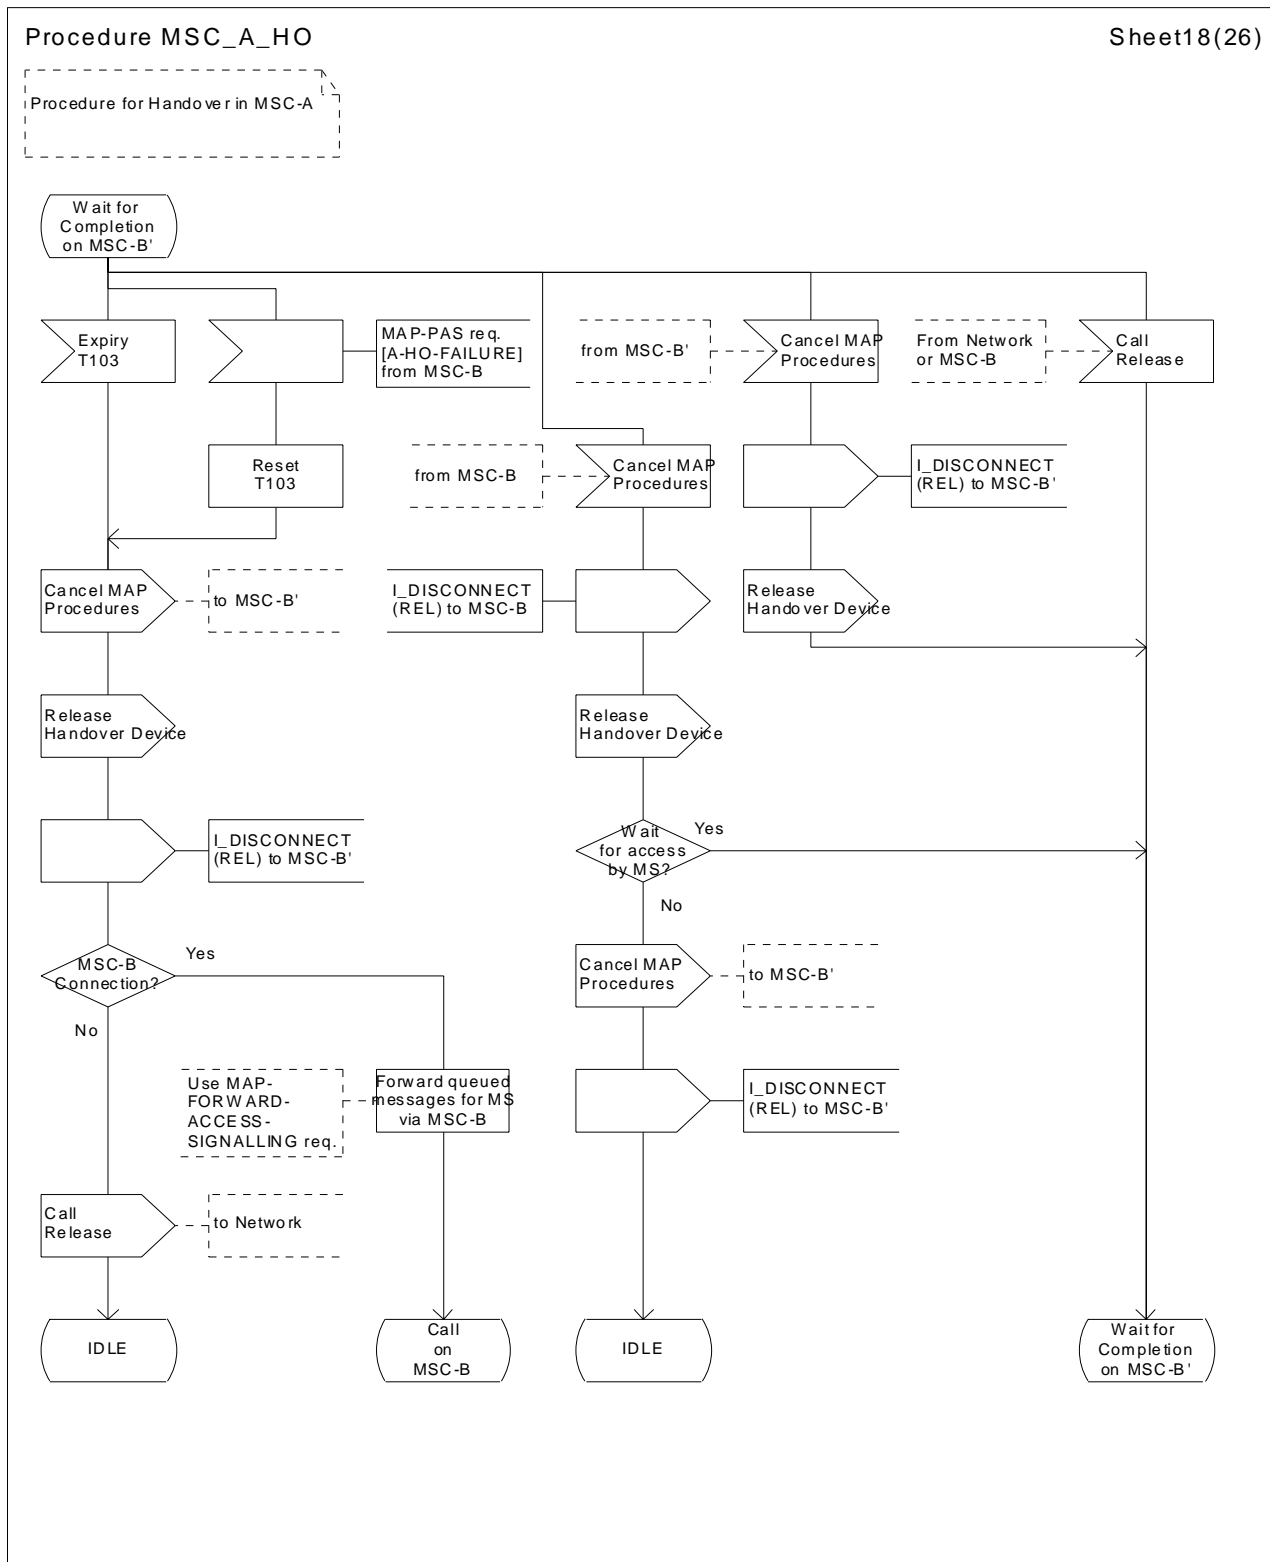 Procedure MSC_A_HO
Sheet18(26)
Procedure for Handover in MSC-A
Wait for
Completion
on MSC-B'
Expiry
T103
MAP-PAS req.
[A-HO-FAILURE]
from MSC-B
from MSC-B'
Cancel MAP
Procedures
From Network
or MSC-B
Call
Release
Reset
T103
from MSC-B
Cancel MAP
Procedures
I_DISCONNECT
(REL) to MSC-B'
Cancel MAP
Procedures
to MSC-B'
I_DISCONNECT
(REL) to MSC-B
Release
Handover Device
Release
Handover Device
Release
Handover Device
I_DISCONNECT
(REL) to MSC-B'
Wait
for access
by MS?
Yes
No
MSC-B
Connection?
Yes
No
Cancel MAP
Procedures
to MSC-B'
Use MAP-
FORWARD-
ACCESS-
SIGNALLING req.
Forward queued
messages for MS
via MSC-B
I_DISCONNECT
(REL) to MSC-B'
Call
Release
to Network
IDLE
Call
on
MSC-B
IDLE
Wait for
Completion
on MSC-B'